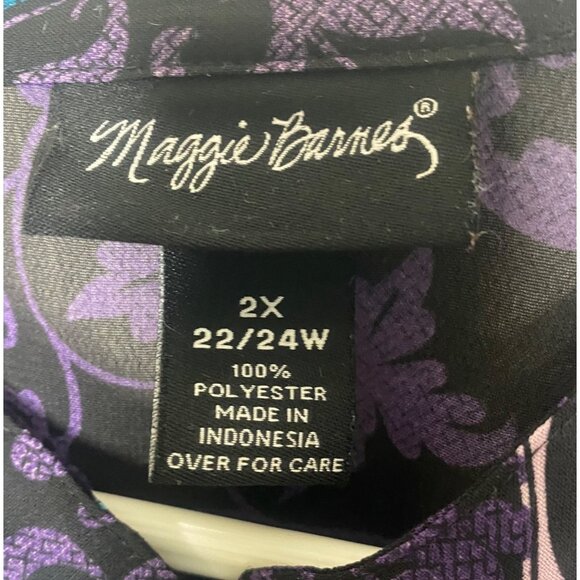 Maggie Barnes®
2X
22/24W
100%
POLYESTER
MADE IN
INDONESIA
OVER FOR CARE